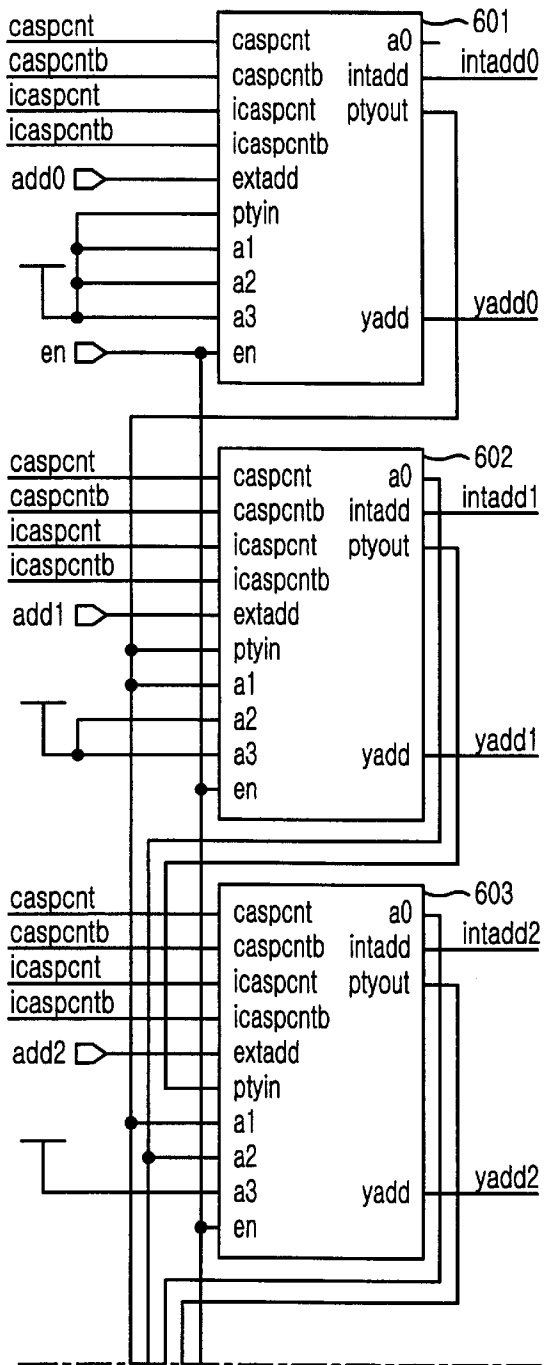 601
caspcnt caspcnt a0
caspcntb caspcntb intadd intadd0
icaspcnt icaspcnt ptyout
icaspcntb icaspcntb
add0 extadd
ptyin
a1
a2
a3 yadd yadd0
en en
602
caspcnt caspcnt a0
caspcntb caspcntb intadd intadd1
icaspcnt icaspcnt ptyout
icaspcntb icaspcntb
add1 extadd
ptyin
a1
a2
a3 yadd yadd1
en
603
caspcnt caspcnt a0
caspcntb caspcntb intadd intadd2
icaspcnt icaspcnt ptyout
icaspcntb icaspcntb
add2 extadd
ptyin
a1
a2
a3 yadd yadd2
en